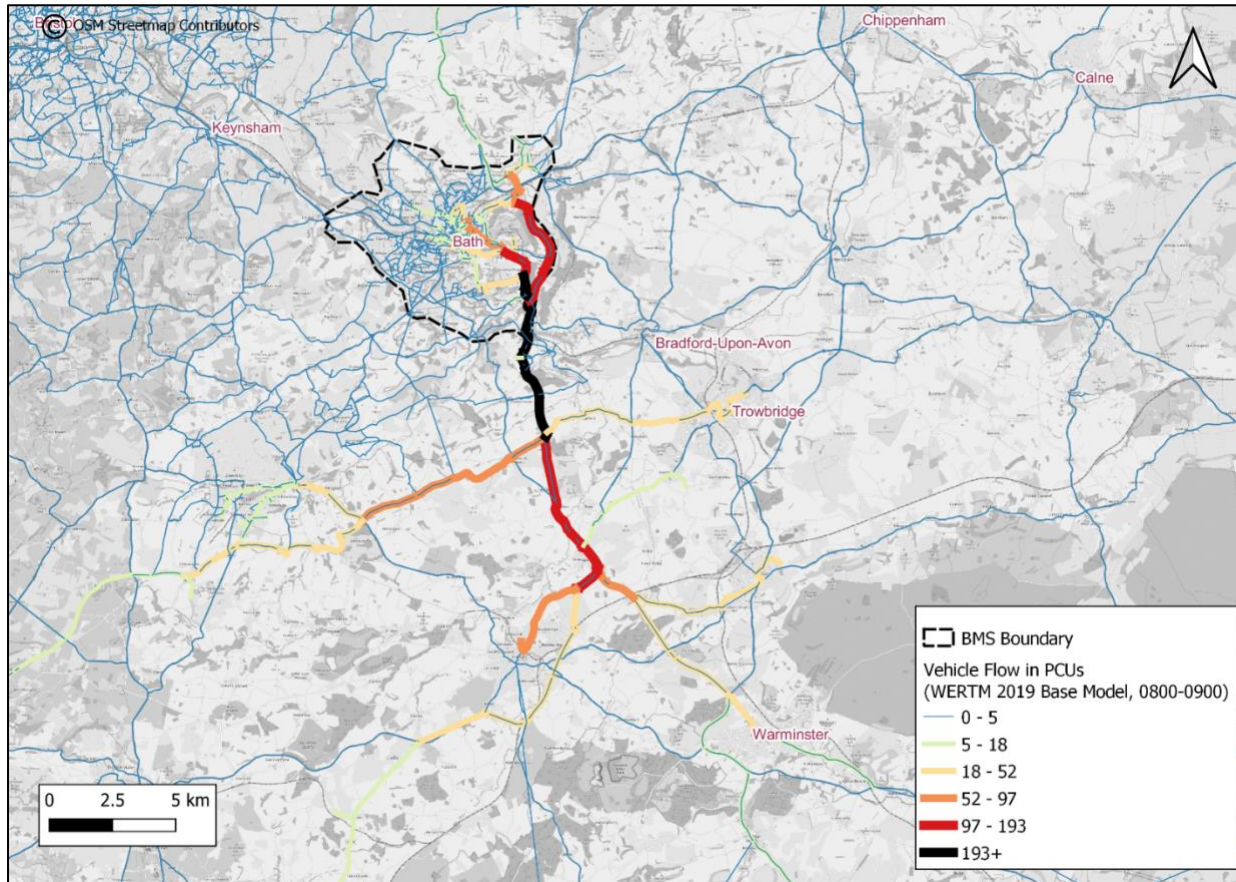 © OSM Streetmap Contributors
Chippenham
Calne
Keynsham
Bath
Bradford-Upon-Avon
Trowbridge
Warminster
BMS Boundary
Vehicle Flow in PCUs
(WERTM 2019 Base Model, 0800-0900)
0 - 5
5 - 18
18 - 52
52 - 97
97 - 193
193+
0 2.5 5 km